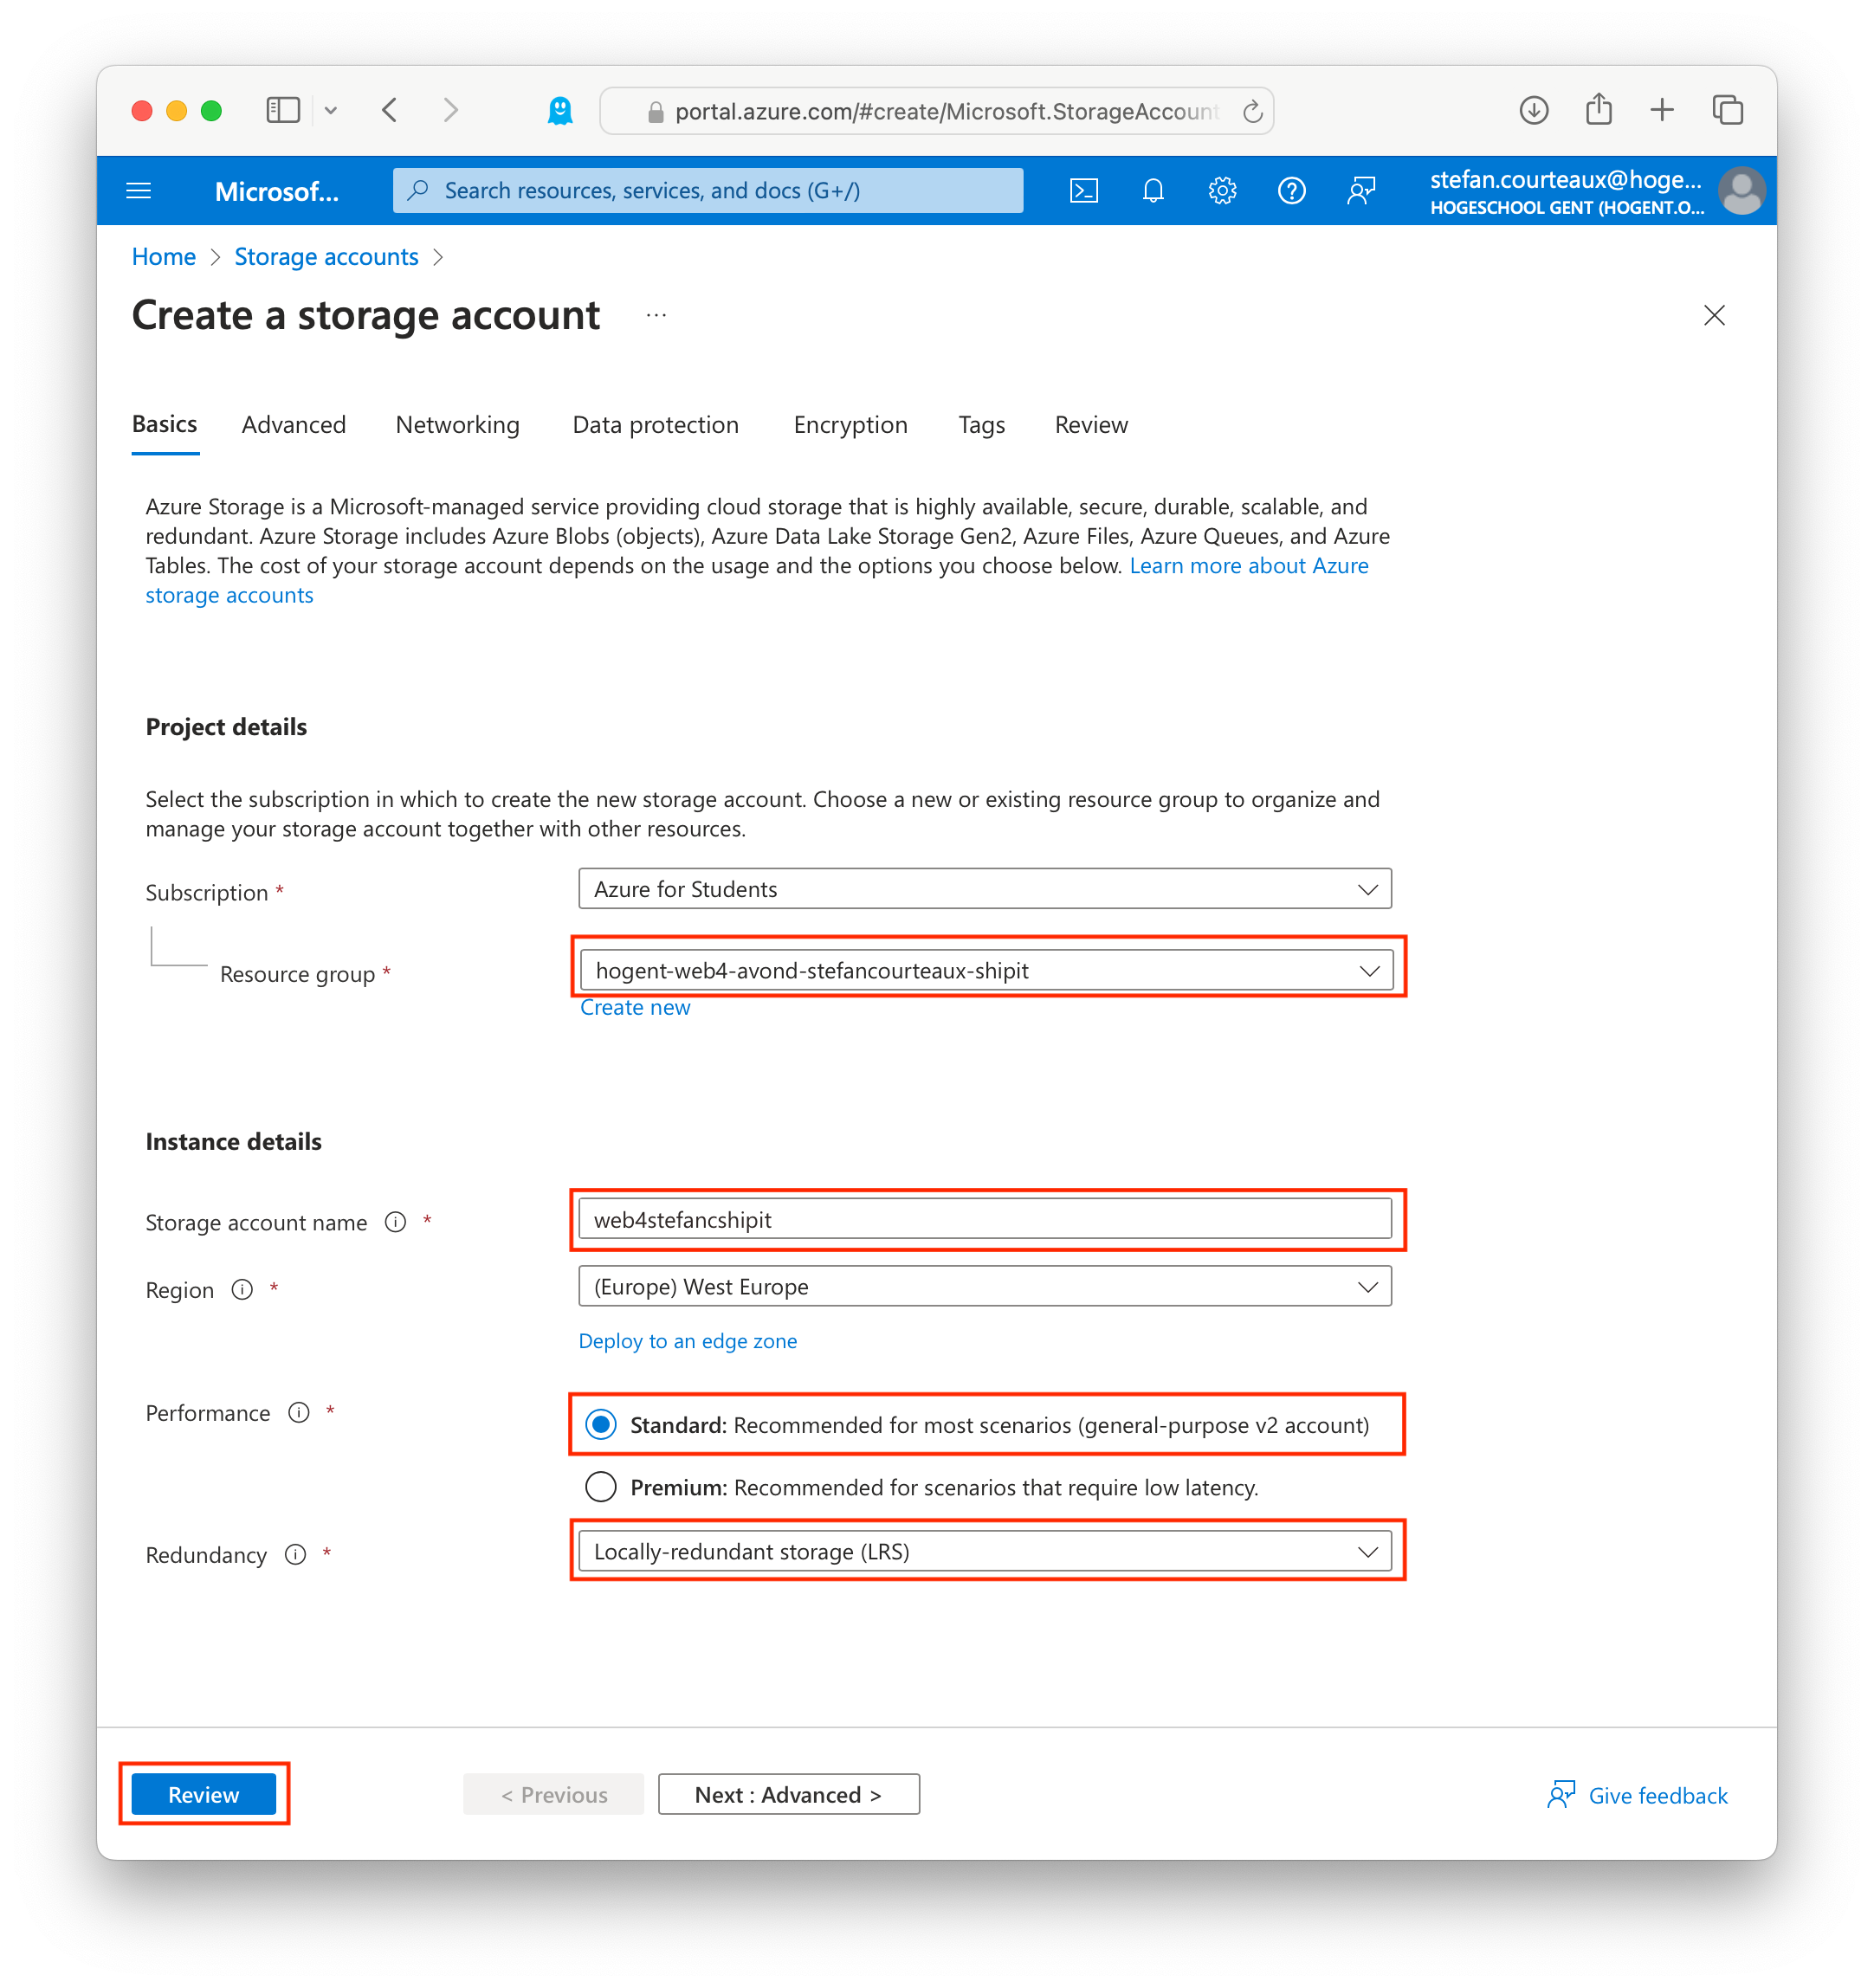 portal.azure.com/#create/Microsoft.StorageAccount
Microsof...
Search resources, services, and docs (G+/)
stefan.courteaux@hoge...
HOGESCHOOL GENT (HOGENT.O...
Home > Storage accounts >
Create a storage account ...
Basics Advanced Networking Data protection Encryption Tags Review
Azure Storage is a Microsoft-managed service providing cloud storage that is highly available, secure, durable, scalable, and
redundant. Azure Storage includes Azure Blobs (objects), Azure Data Lake Storage Gen2, Azure Files, Azure Queues, and Azure
Tables. The cost of your storage account depends on the usage and the options you choose below. Learn more about Azure
storage accounts
Project details
Select the subscription in which to create the new storage account. Choose a new or existing resource group to organize and
manage your storage account together with other resources.
Subscription * Azure for Students
Resource group * hogent-web4-avond-stefancourteaux-shipit
Create new
Instance details
Storage account name * web4stefancshipit
Region * (Europe) West Europe
Deploy to an edge zone
Performance * Standard: Recommended for most scenarios (general-purpose v2 account)
Premium: Recommended for scenarios that require low latency.
Redundancy * Locally-redundant storage (LRS)
Review < Previous Next : Advanced > Give feedback